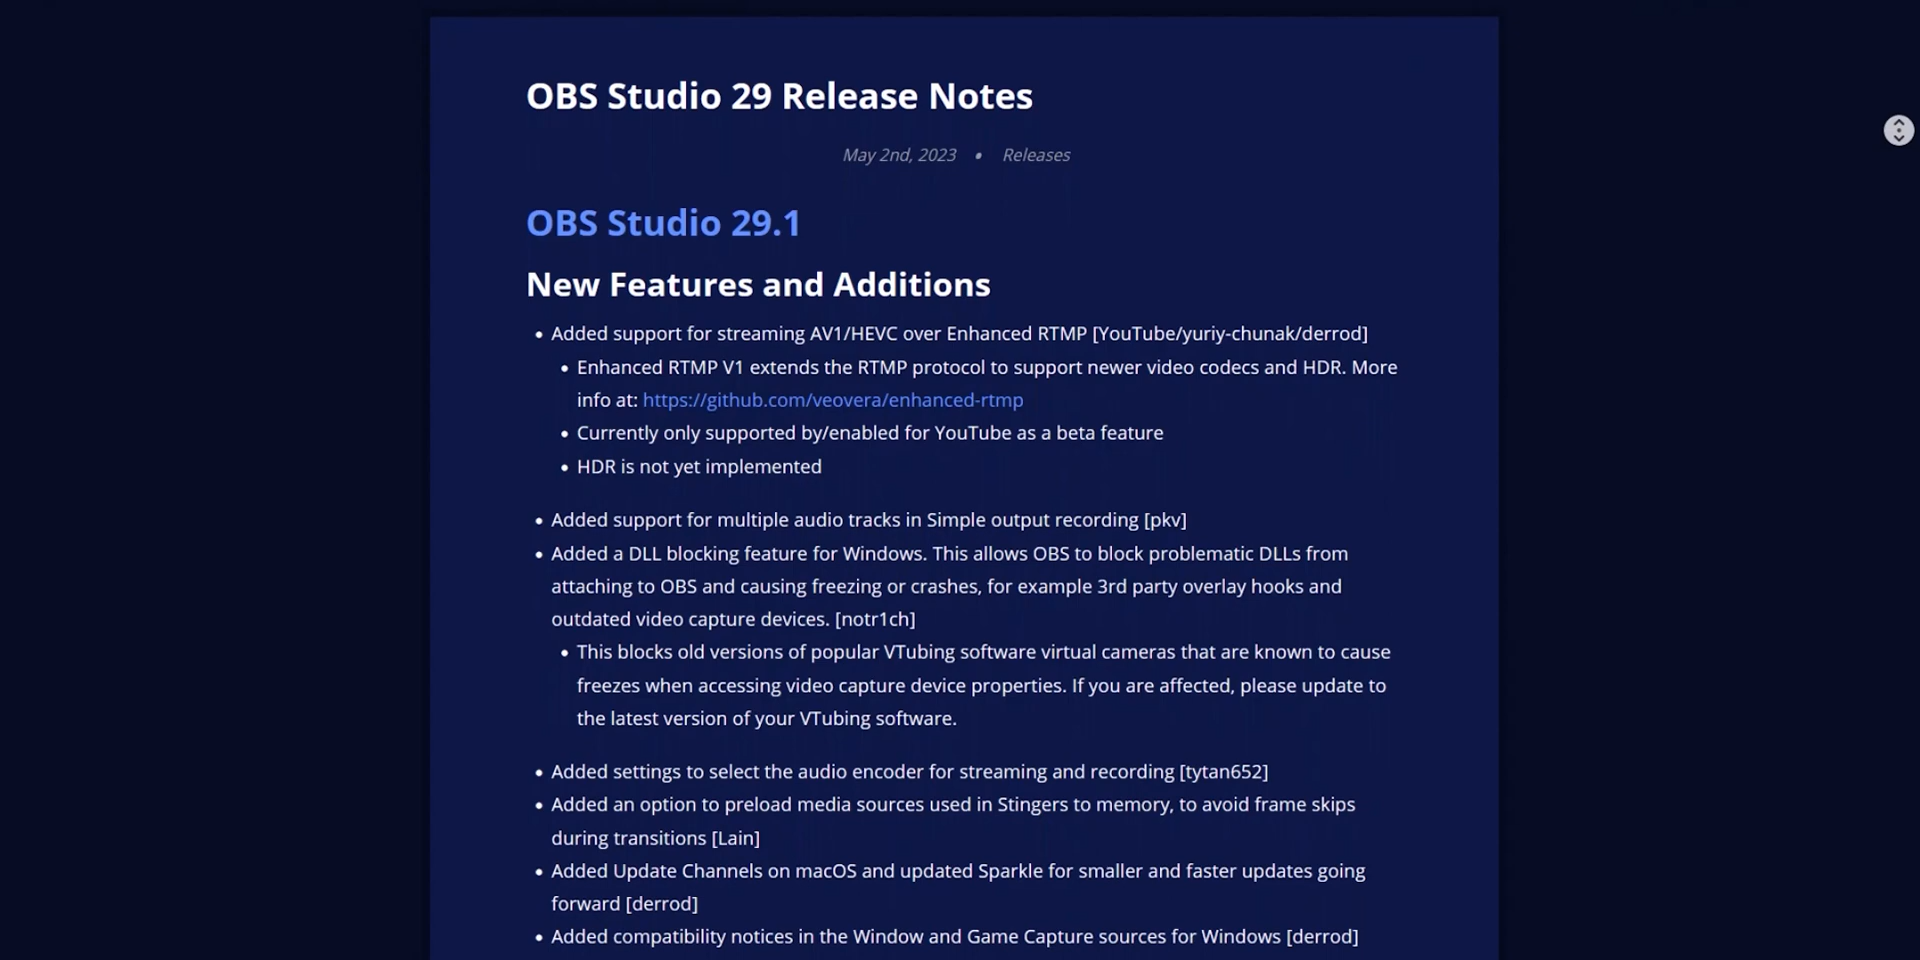 OBS Studio 29 Release Notes
May 2nd, 2023 • Releases
OBS Studio 29.1
New Features and Additions
• Added support for streaming AV1/HEVC over Enhanced RTMP [YouTube/yuriy-chunak/derrod]
• Enhanced RTMP V1 extends the RTMP protocol to support newer video codecs and HDR. More
info at: https://github.com/veovera/enhanced-rtmp
• Currently only supported by/enabled for YouTube as a beta feature
• HDR is not yet implemented
• Added support for multiple audio tracks in Simple output recording [pkv]
• Added a DLL blocking feature for Windows. This allows OBS to block problematic DLLs from
attaching to OBS and causing freezing or crashes, for example 3rd party overlay hooks and
outdated video capture devices. [notr1ch]
• This blocks old versions of popular VTubing software virtual cameras that are known to cause
freezes when accessing video capture device properties. If you are affected, please update to
the latest version of your VTubing software.
• Added settings to select the audio encoder for streaming and recording [tytan652]
• Added an option to preload media sources used in Stingers to memory, to avoid frame skips
during transitions [Lain]
• Added Update Channels on macOS and updated Sparkle for smaller and faster updates going
forward [derrod]
• Added compatibility notices in the Window and Game Capture sources for Windows [derrod]